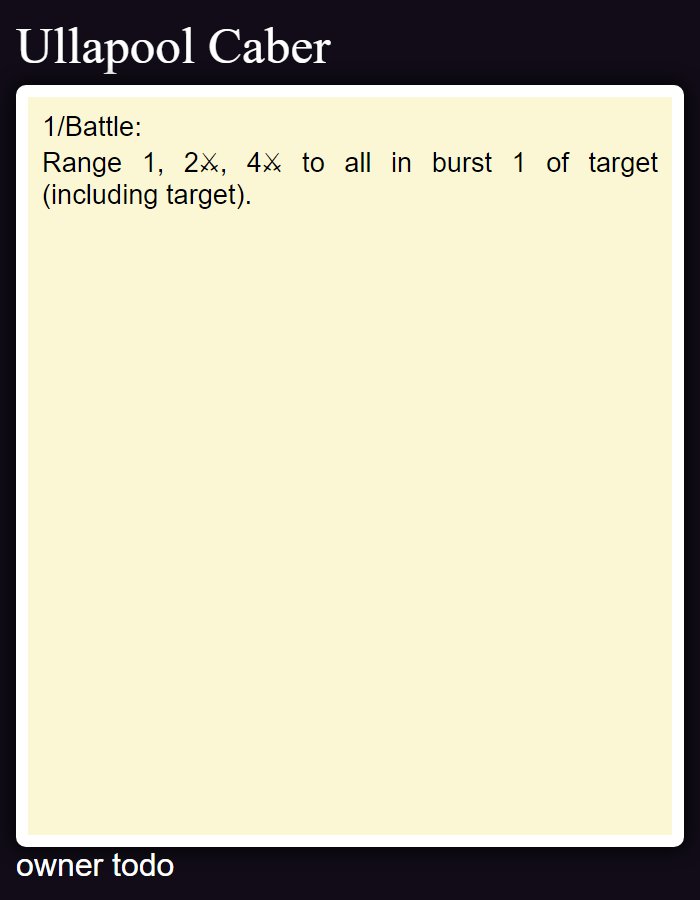 Ullapool Caber
1/Battle:
Range 1, 2⚔, 4⚔ to all in burst 1 of target
(including target).
owner todo